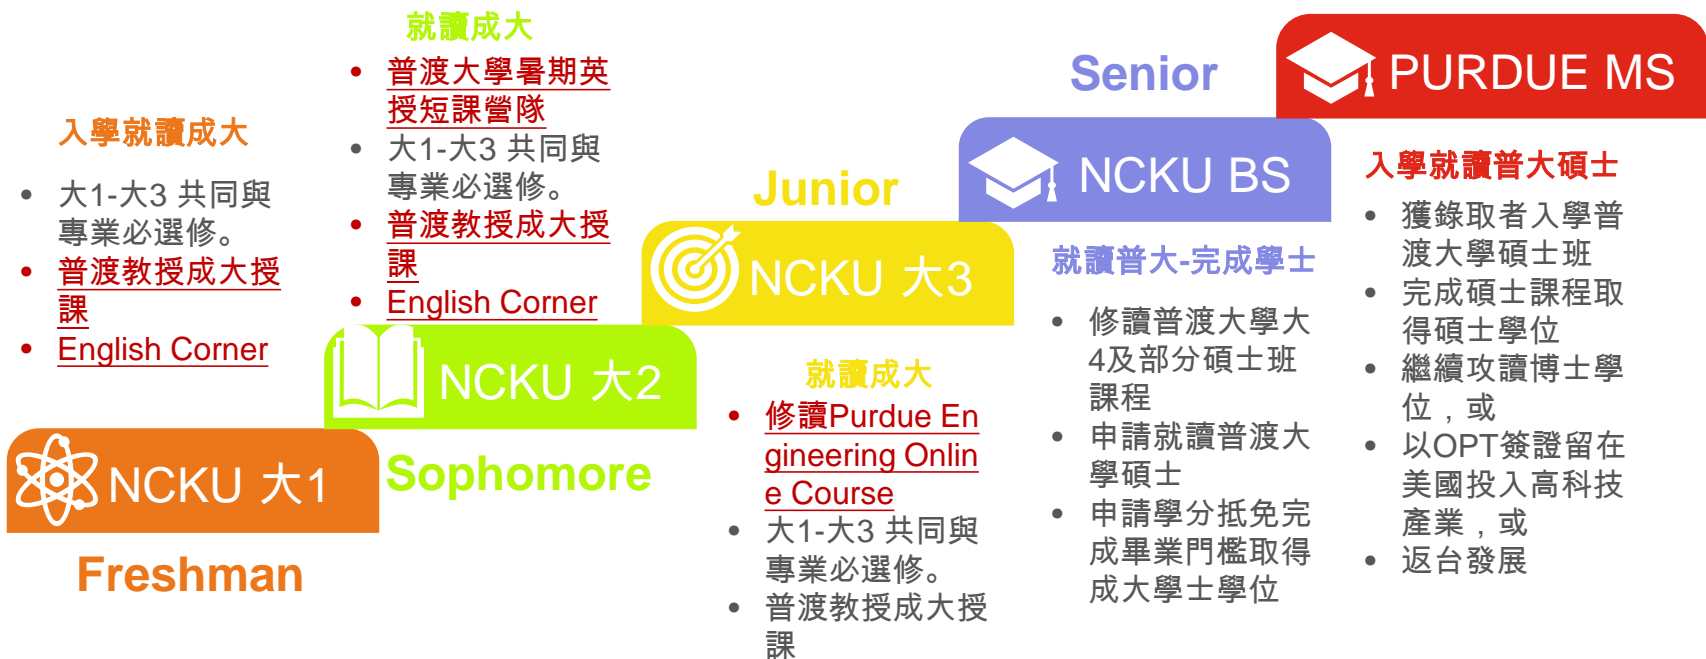 入學就讀成大
• 大1-大3 共同與
專業必選修。
• 普渡教授成大授
課
• English Corner
NCKU 大1
Freshman
就讀成大
• 普渡大學暑期英
授短課營隊
• 大1-大3 共同與
專業必選修。
• 普渡教授成大授
課
• English Corner
NCKU 大2
Sophomore
Junior
NCKU 大3
就讀成大
• 修讀Purdue En
gineering Onlin
e Course
• 大1-大3 共同與
專業必選修。
• 普渡教授成大授
課
Senior
NCKU BS
就讀普大-完成學士
• 修讀普渡大學大
4及部分碩士班
課程
• 申請就讀普渡大
學碩士
• 申請學分抵免完
成畢業門檻取得
成大學士學位
PURDUE MS
入學就讀普大碩士
• 獲錄取者入學普
渡大學碩士班
• 完成碩士課程取
得碩士學位
• 繼續攻讀博士學
位，或
• 以OPT簽證留在
美國投入高科技
產業，或
• 返台發展